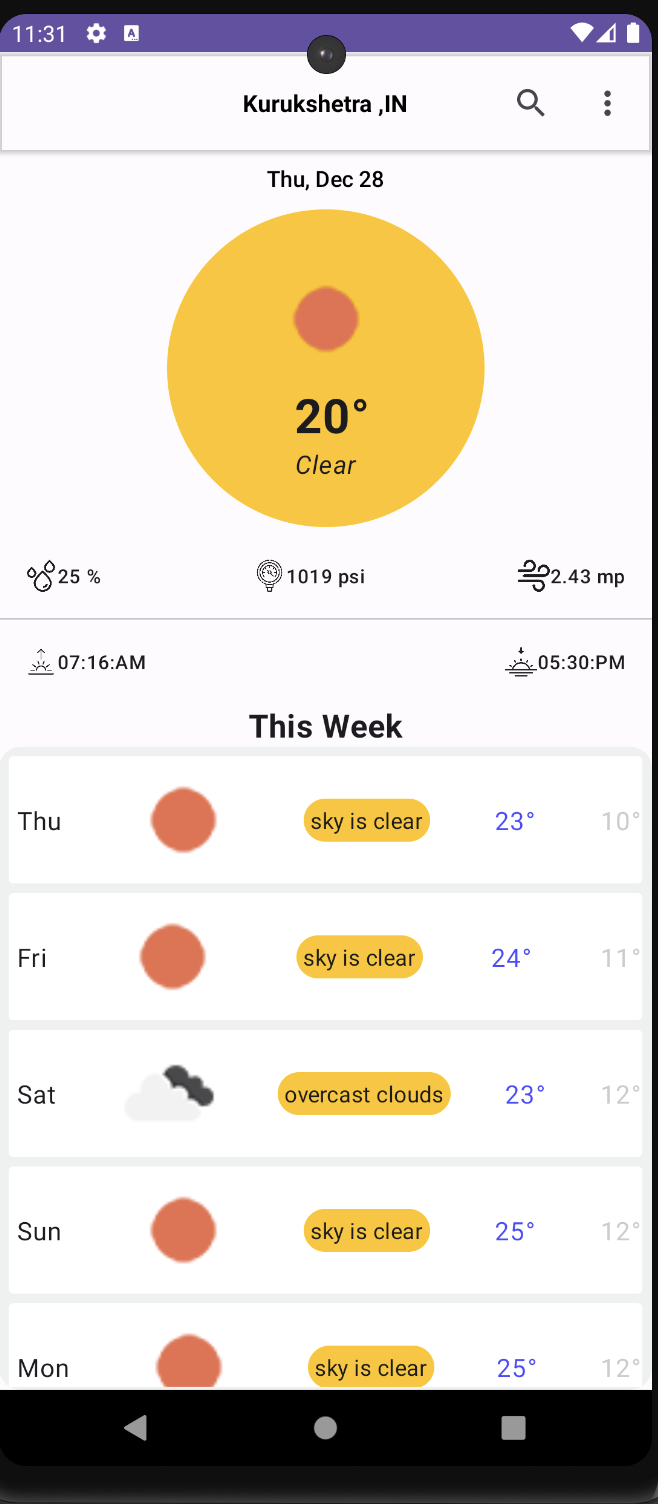 11:31 A
Kurukshetra ,IN
Thu, Dec 28
20°
Clear
25 % 1019 psi 2.43 mp
07:16:AM 05:30:PM
This Week
Thu sky is clear 23° 10°
Fri sky is clear 24° 11°
Sat overcast clouds 23° 12°
Sun sky is clear 25° 12°
Mon sky is clear 25° 12°